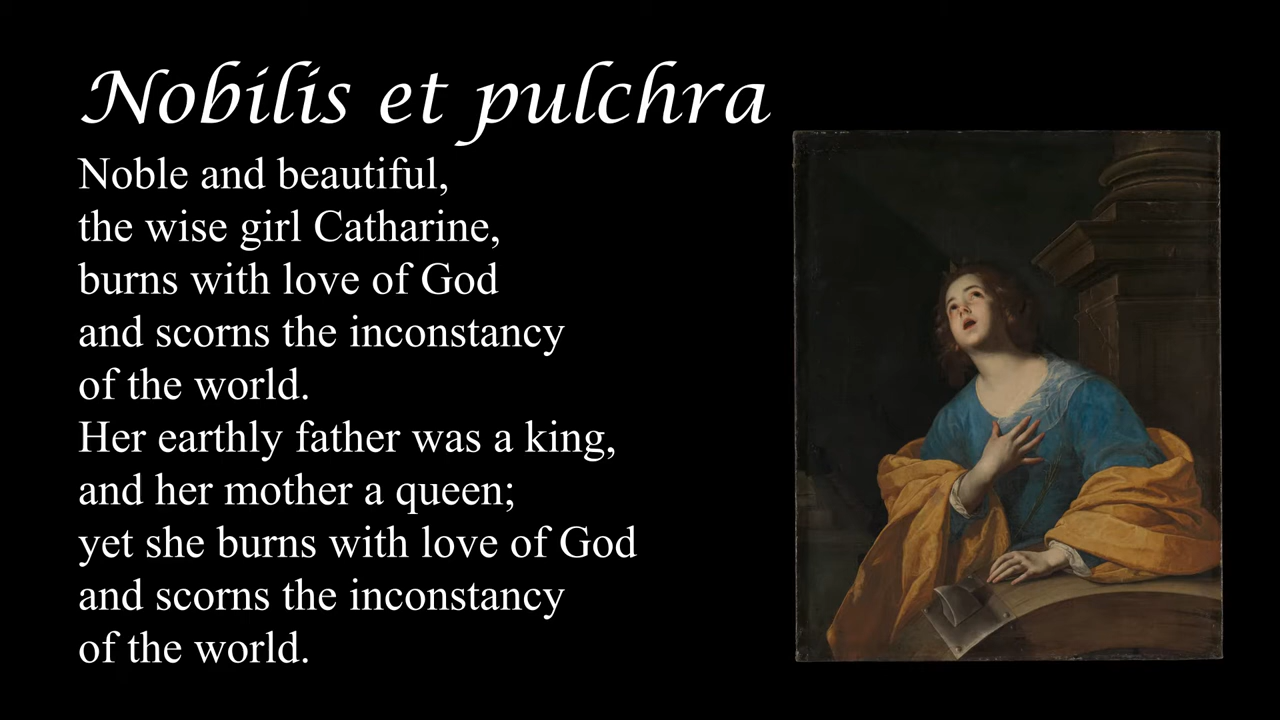 Nobilis et pulchra
Noble and beautiful,
the wise girl Catharine,
burns with love of God
and scorns the inconstancy
of the world.
Her earthly father was a king,
and her mother a queen;
yet she burns with love of God
and scorns the inconstancy
of the world.